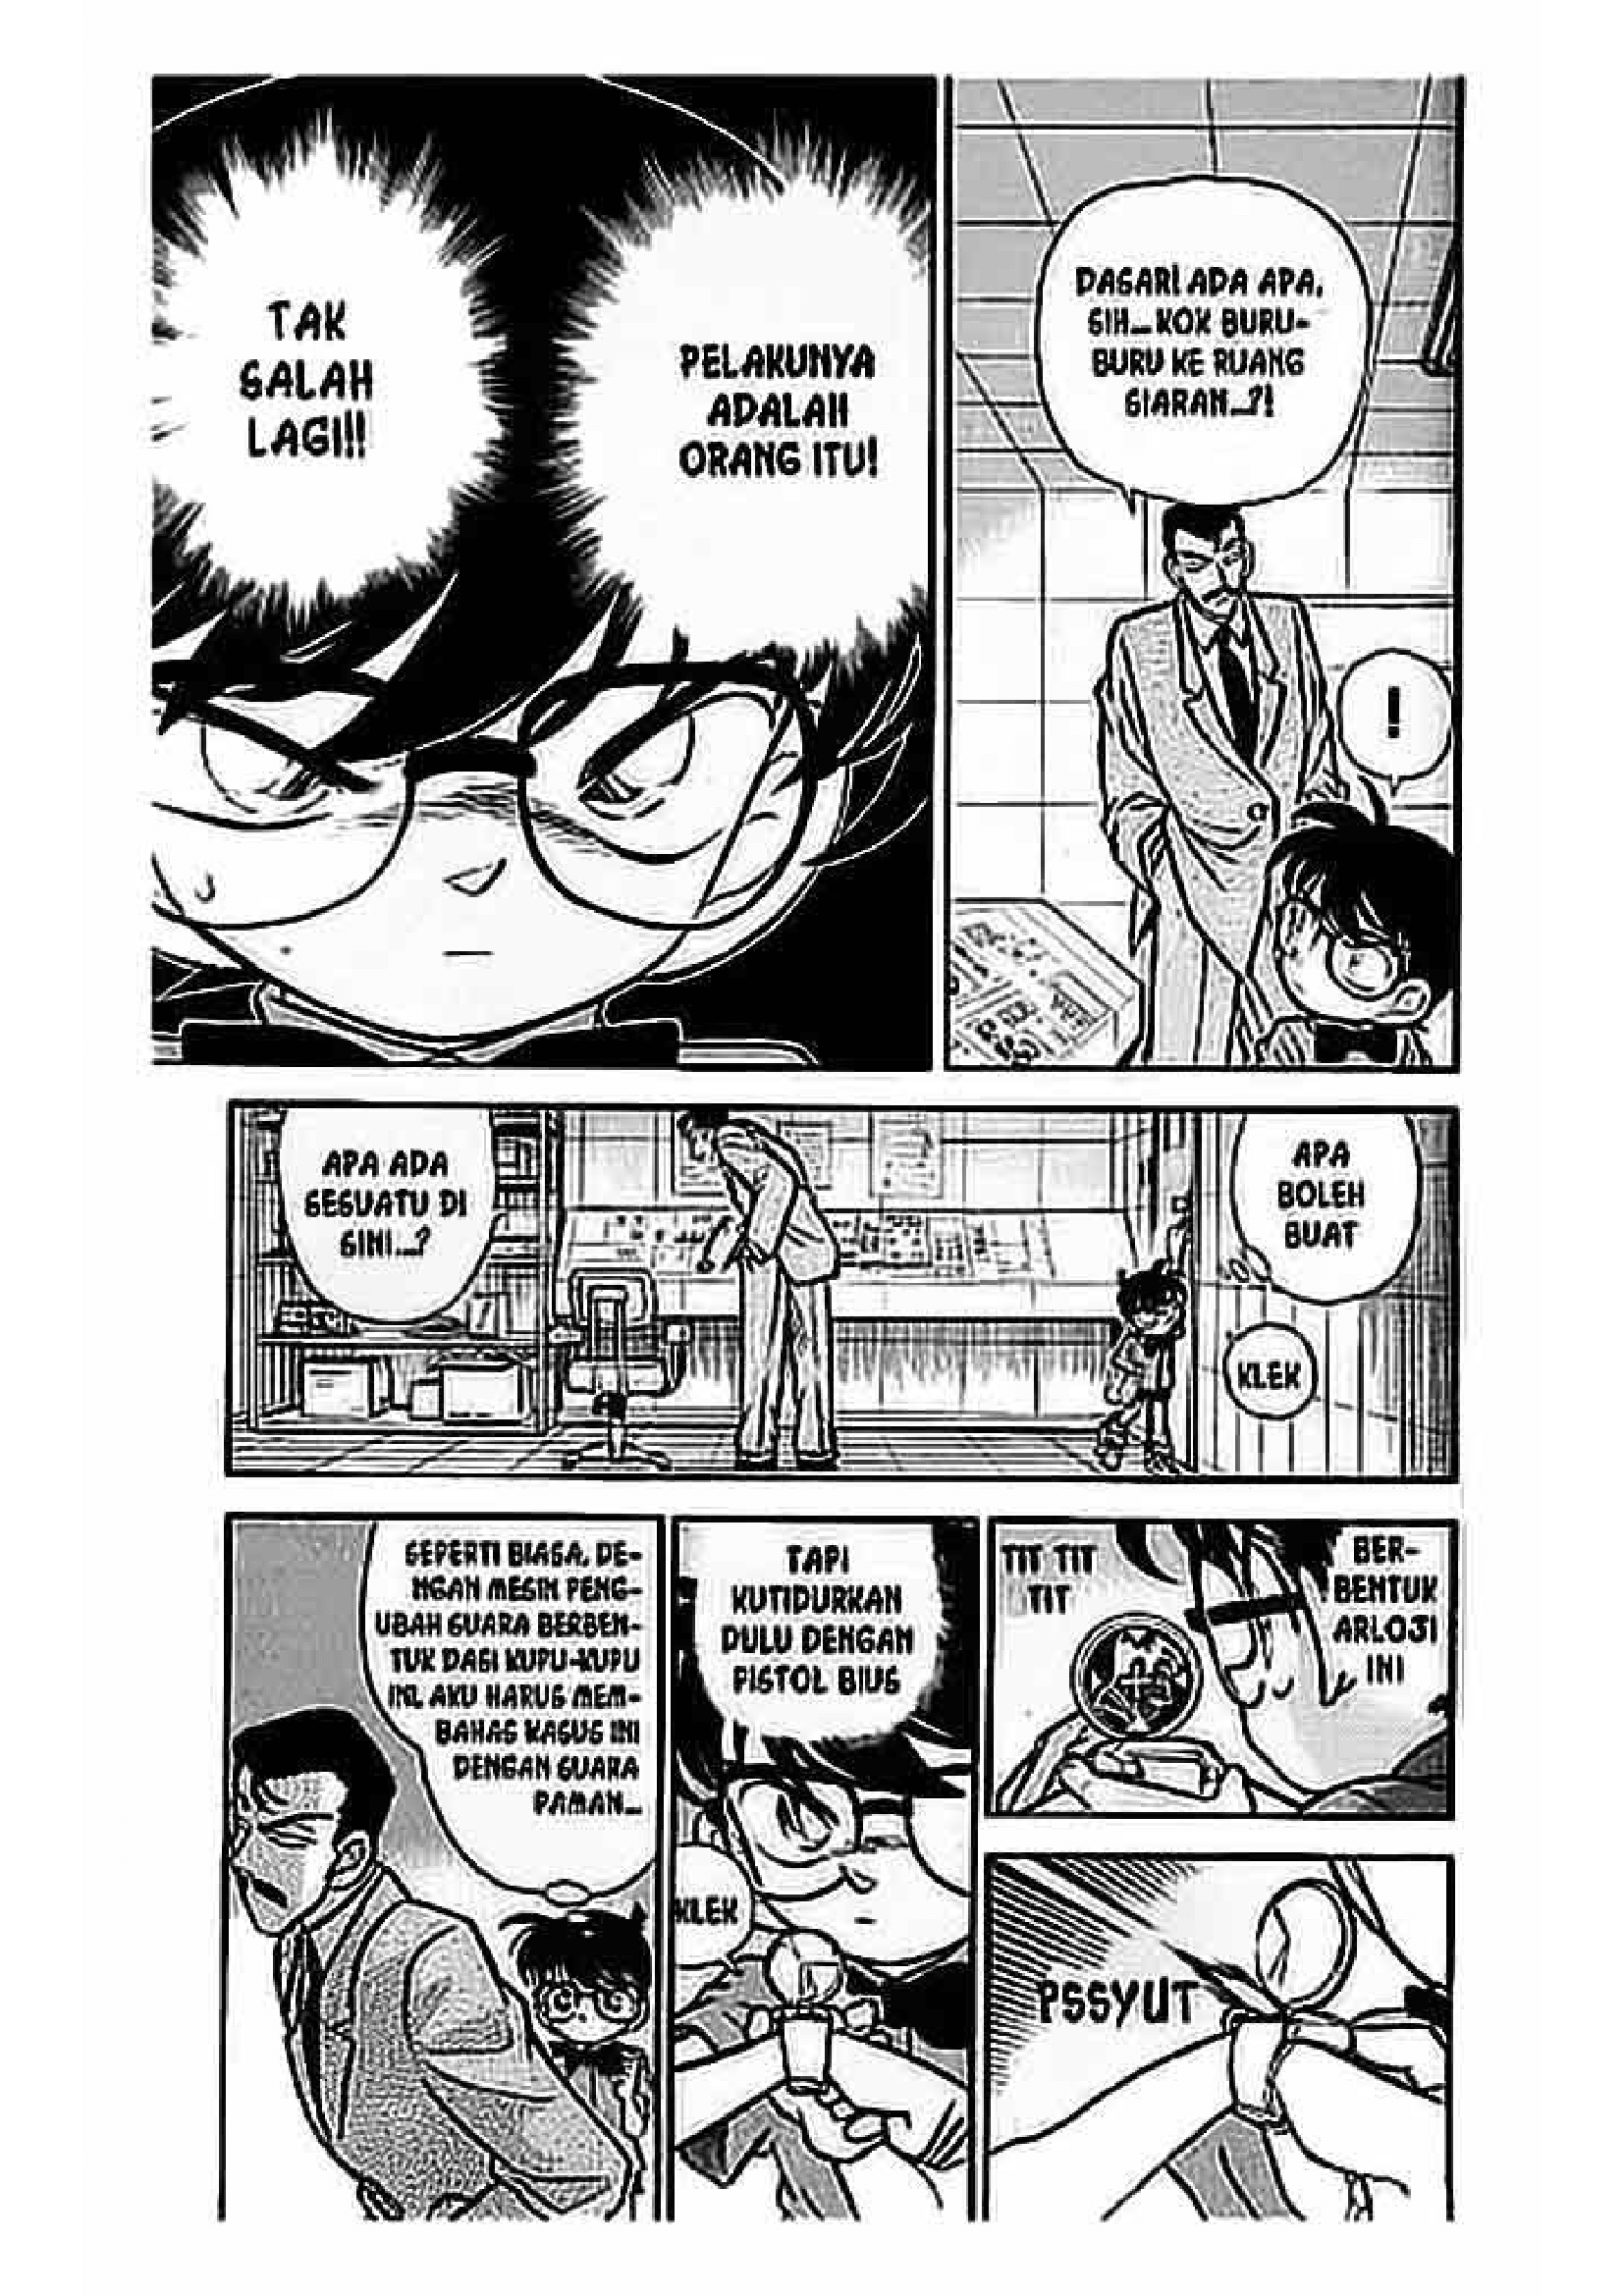 TAK
SALAH
LAGI!!!
PELAKUNYA
ADALAH
ORANG ITU!
DASAR! ADA APA,
SIH... KOK BURU-
BURU KE RUANG
SIARAN...?!
!
APA ADA
SESUATU DI
SINI...?
APA
BOLEH
BUAT
KLEK
SEPERTI BIASA, DE-
NGAN MESIN PENG-
UBAH SUARA BERBEN-
TUK DASI KUPU-KUPU
INI, AKU HARUS MEM-
BAHAS KASUS INI
DENGAN SUARA
PAMAN...
TAPI
KUTIDURKAN
DULU DENGAN
PISTOL BIUS
KLEK
TIT TIT
TIT
BER-
BENTUK
ARLOJI
INI
PSSYUT